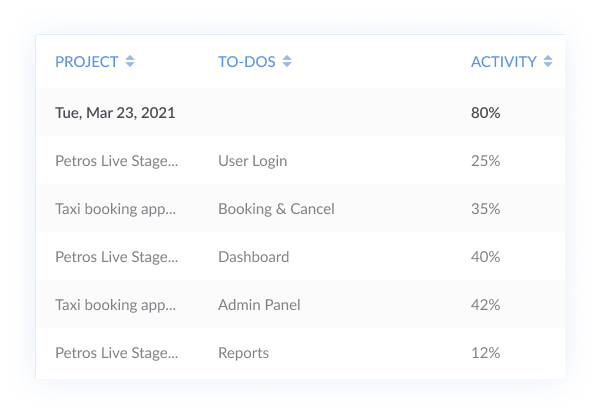 PROJECT TO-DOS ACTIVITY
Tue, Mar 23, 2021 80%
Petros Live Stage... User Login 25%
Taxi booking app... Booking & Cancel 35%
Petros Live Stage... Dashboard 40%
Taxi booking app... Admin Panel 42%
Petros Live Stage... Reports 12%